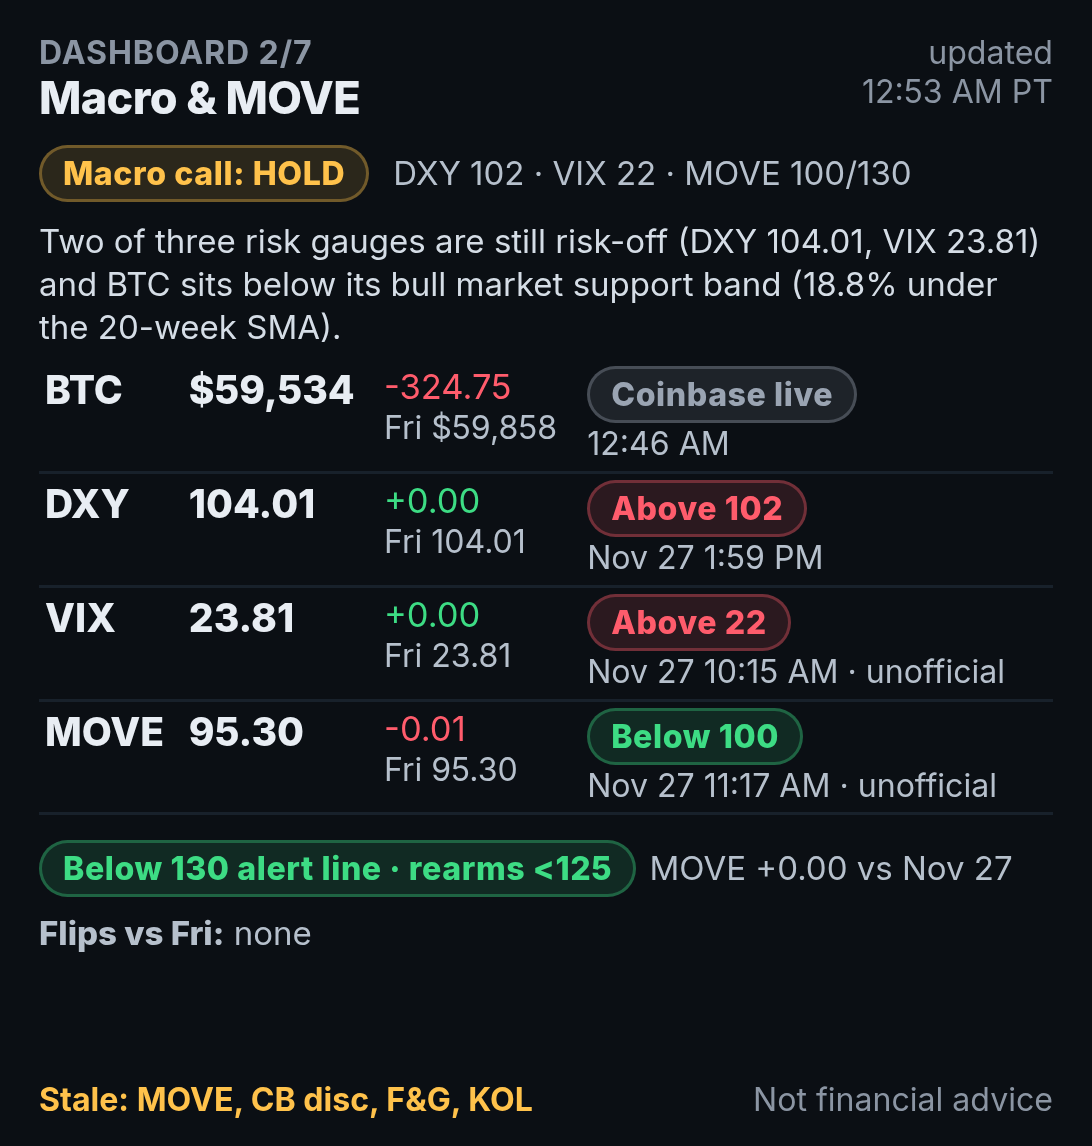 DASHBOARD 2/7
Macro & MOVE
updated
12:53 AM PT
Macro call: HOLD DXY 102 · VIX 22 · MOVE 100/130
Two of three risk gauges are still risk-off (DXY 104.01, VIX 23.81)
and BTC sits below its bull market support band (18.8% under
the 20-week SMA).
BTC $59,534 -324.75 Coinbase live
Fri $59,858 12:46 AM
DXY 104.01 +0.00 Above 102
Fri 104.01 Nov 27 1:59 PM
VIX 23.81 +0.00 Above 22
Fri 23.81 Nov 27 10:15 AM · unofficial
MOVE 95.30 -0.01 Below 100
Fri 95.30 Nov 27 11:17 AM · unofficial
Below 130 alert line · rearms <125 MOVE +0.00 vs Nov 27
Flips vs Fri: none
Stale: MOVE, CB disc, F&G, KOL Not financial advice